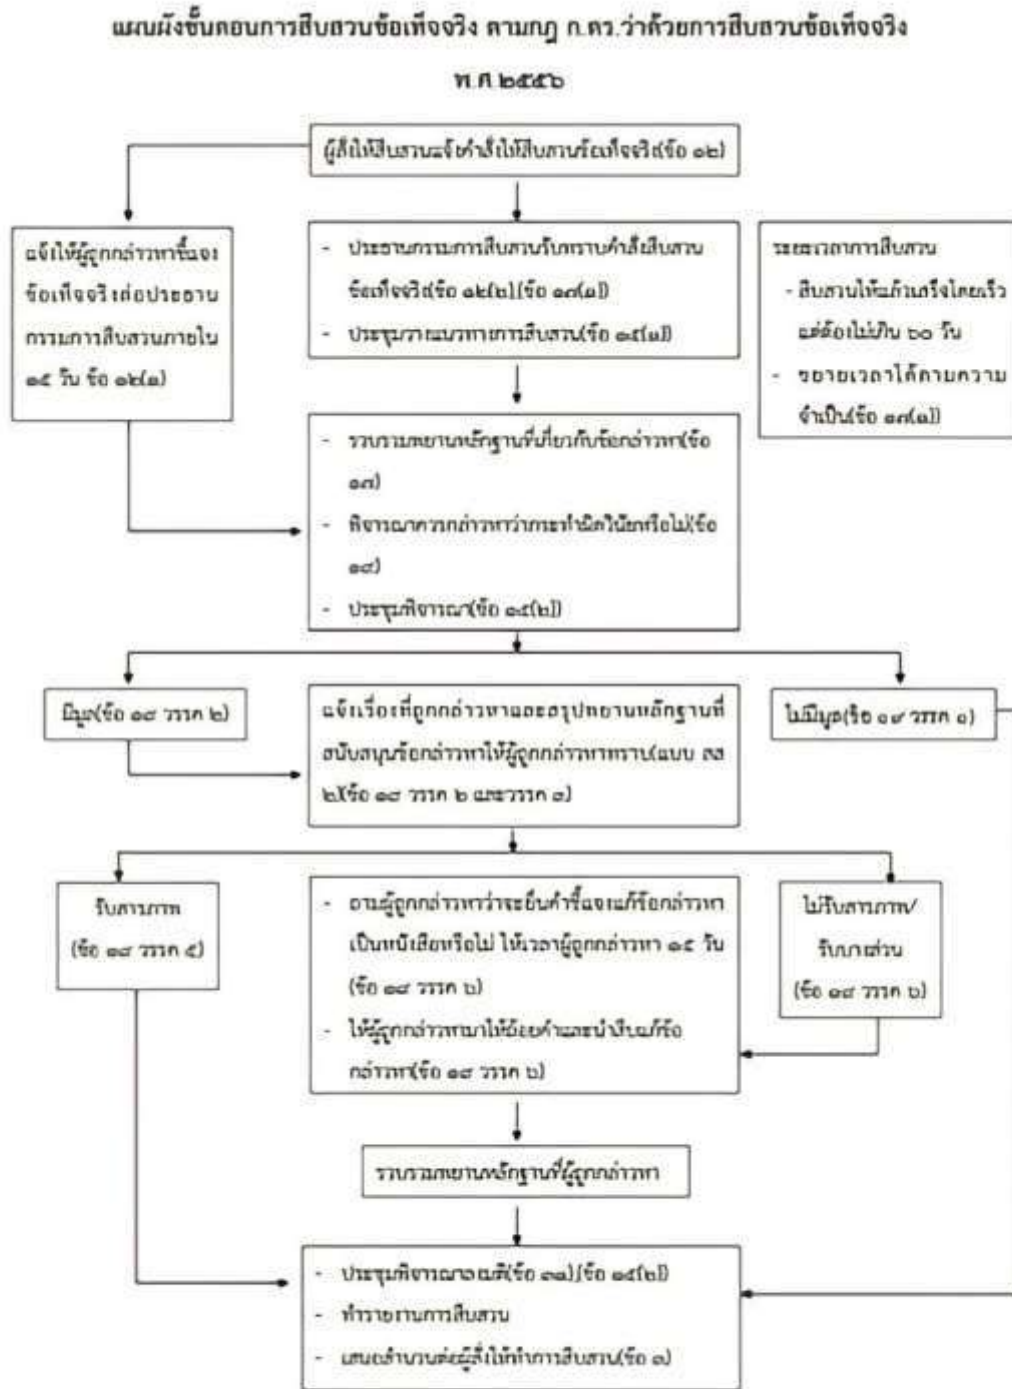 แผนผังขั้นตอนการสืบสวนข้อเท็จจริง ตามกฎ ก.ตร.ว่าด้วยการสืบสวนข้อเท็จจริง
พ.ศ.๒๕๕๖
ผู้สั่งให้สืบสวนแจ้งคำสั่งให้สืบสวนข้อเท็จจริง(ข้อ ๑๒)
แจ้งให้ผู้ถูกกล่าวหาชี้แจง
ข้อเท็จจริงต่อประธาน
กรรมการสืบสวนภายใน
๑๕ วัน ข้อ ๑๒(๑)
- ประธานกรรมการสืบสวนรับทราบคำสั่งสืบสวน
ข้อเท็จจริง(ข้อ ๑๒(๒),(ข้อ ๑๓(๑)
- ประชุมวางแนวทางการสืบสวน(ข้อ ๑๕(๑))
ระยะเวลาการสืบสวน
- สืบสวนให้แล้วเสร็จโดยเร็ว
แต่ต้องไม่เกิน ๖๐ วัน
- ขยายเวลาได้ตามความ
จำเป็น(ข้อ ๑๓(๑)
- รวบรวมพยานหลักฐานที่เกี่ยวกับข้อกล่าวหา(ข้อ
๑๗)
- พิจารณาควรกล่าวหาว่ากระทำผิดวินัยหรือไม่(ข้อ
๑๘)
- ประชุมพิจารณา(ข้อ ๑๕(๒))
มีมูล(ข้อ ๑๘ วรรค ๒)
แจ้งเรื่องที่ถูกกล่าวหาและสรุปพยานหลักฐานที่
สนับสนุนข้อกล่าวหาให้ผู้ถูกกล่าวหาทราบ(แบบ สส
๒)(ข้อ ๑๘ วรรค ๒ และวรรค ๓)
ไม่มีมูล(ข้อ ๑๘ วรรค ๑)
รับสารภาพ
(ข้อ ๑๘ วรรค ๕)
- ถามผู้ถูกกล่าวหาว่าจะยื่นคำชี้แจงแก้ข้อกล่าวหา
เป็นหนังสือหรือไม่ ให้เวลาผู้ถูกกล่าวหา ๑๕ วัน
(ข้อ ๑๘ วรรค ๖)
- ให้ผู้ถูกกล่าวหามาให้ถ้อยคำและนำสืบแก้ข้อ
กล่าวหา(ข้อ ๑๘ วรรค ๖)
ไม่รับสารภาพ/
รับบางส่วน
(ข้อ ๑๘ วรรค ๖)
รวบรวมพยานหลักฐานที่ผู้ถูกกล่าวหา
- ประชุมพิจารณาลงมติ(ข้อ ๓๑),(ข้อ ๑๕(๒))
- ทำรายงานการสืบสวน
- เสนอสำนวนต่อผู้สั่งให้ทำการสืบสวน(ข้อ ๓)